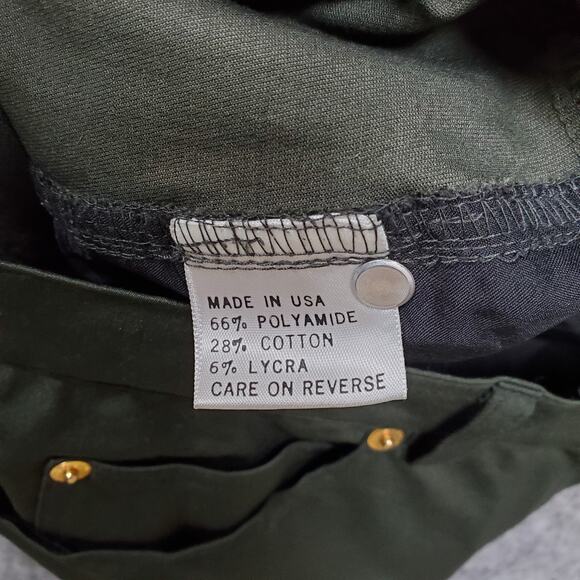 MADE IN USA
66% POLYAMIDE
28% COTTON
6% LYCRA
CARE ON REVERSE